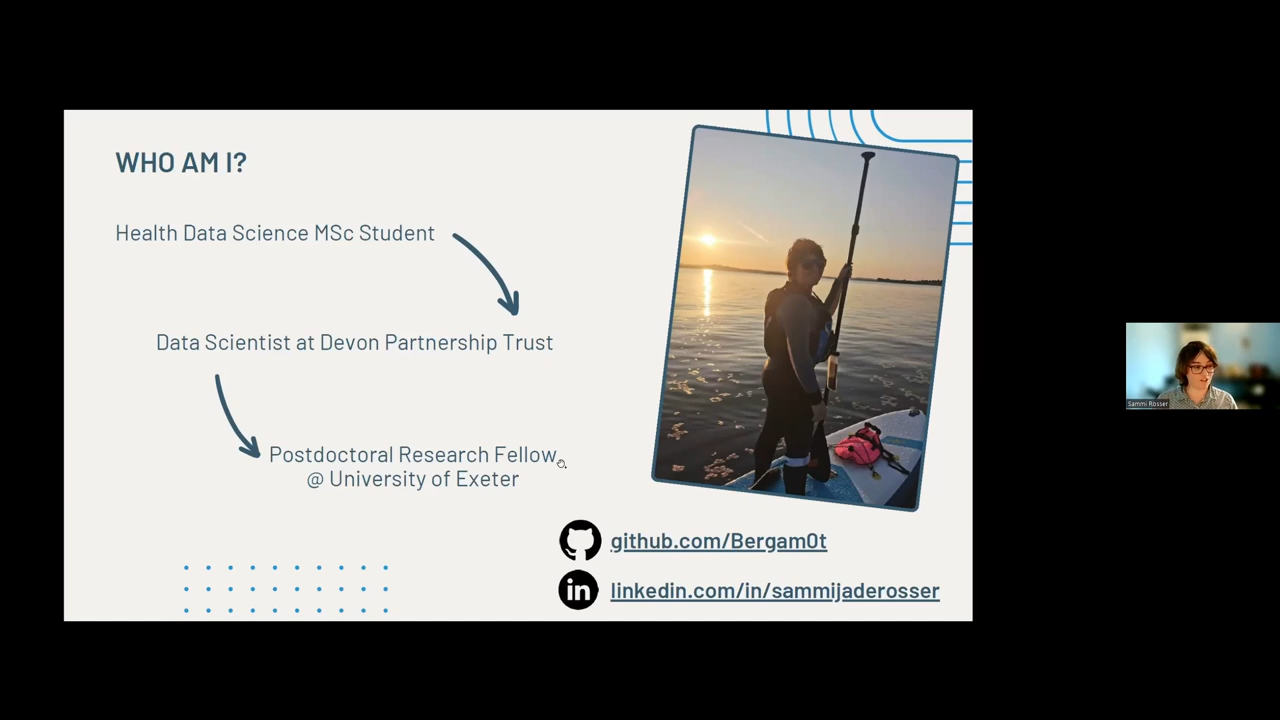 WHO AM I?
Health Data Science MSc Student
Data Scientist at Devon Partnership Trust
Postdoctoral Research Fellow
@ University of Exeter
github.com/Bergam0t
in linkedin.com/in/sammijaderosser
Sammi Rosser